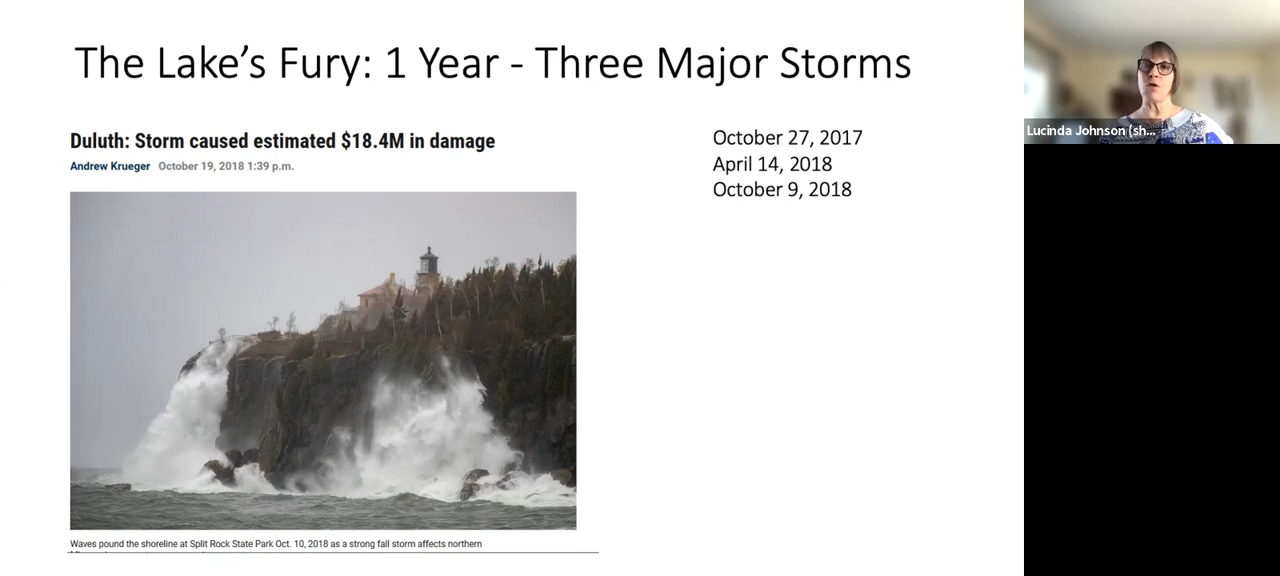 The Lake's Fury: 1 Year - Three Major Storms
Duluth: Storm caused estimated $18.4M in damage
Andrew Krueger October 19, 2018 1:39 p.m.
October 27, 2017
April 14, 2018
October 9, 2018
Waves pound the shoreline at Split Rock State Park Oct. 10, 2018 as a strong fall storm affects northern
Lucinda Johnson (sh...